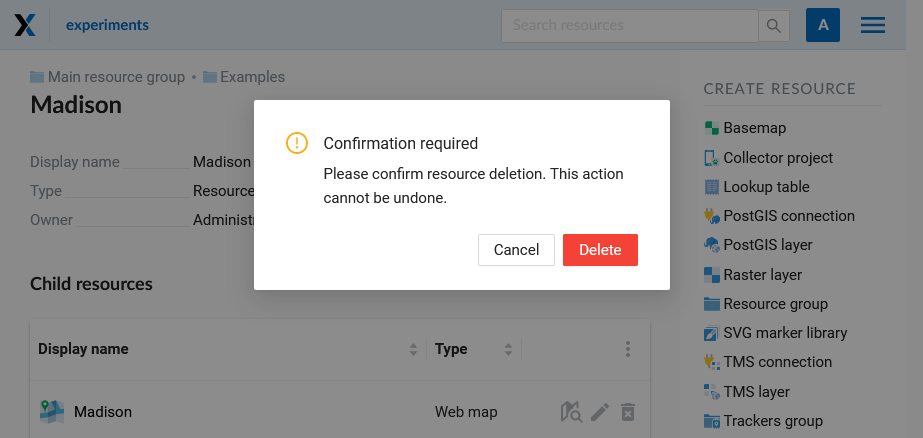 experiments
Search resources
A
Main resource group • Examples
Madison
Display name Madison
Type Resource
Owner Administ
Confirmation required
Please confirm resource deletion. This action
cannot be undone.
Cancel
Delete
Child resources
Display name
Type
Madison
Web map
CREATE RESOURCE
Basemap
Collector project
Lookup table
PostGIS connection
PostGIS layer
Raster layer
Resource group
SVG marker library
TMS connection
TMS layer
Trackers group